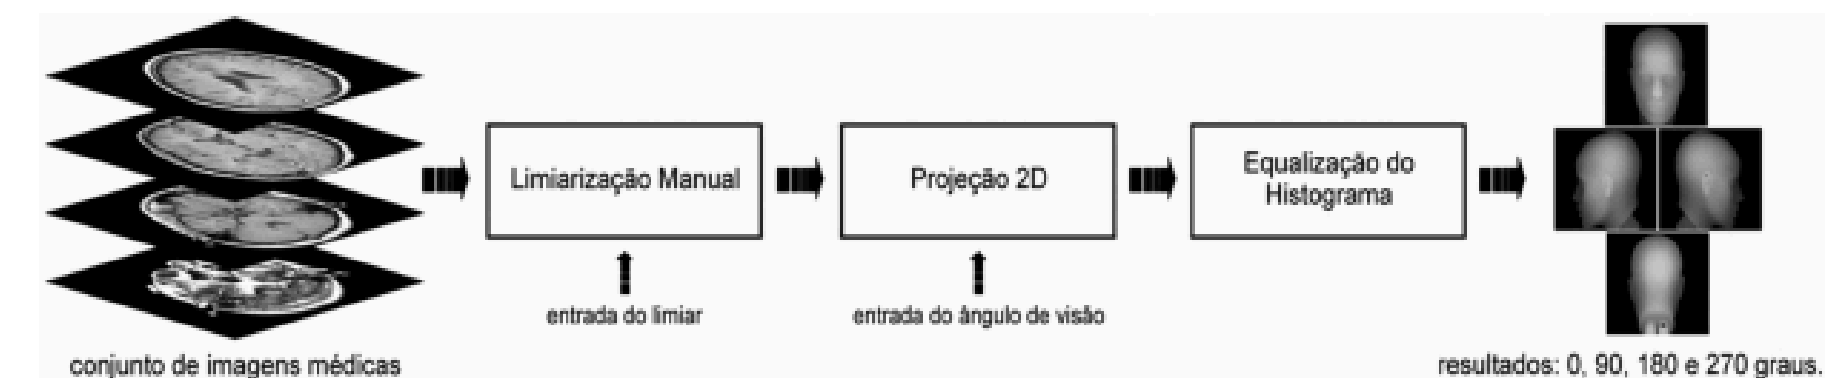 Limiarização Manual
Projeção 2D
Equalização do
Histograma
entrada do limiar
entrada do ângulo de visão
conjunto de imagens médicas
resultados: 0, 90, 180 e 270 graus.